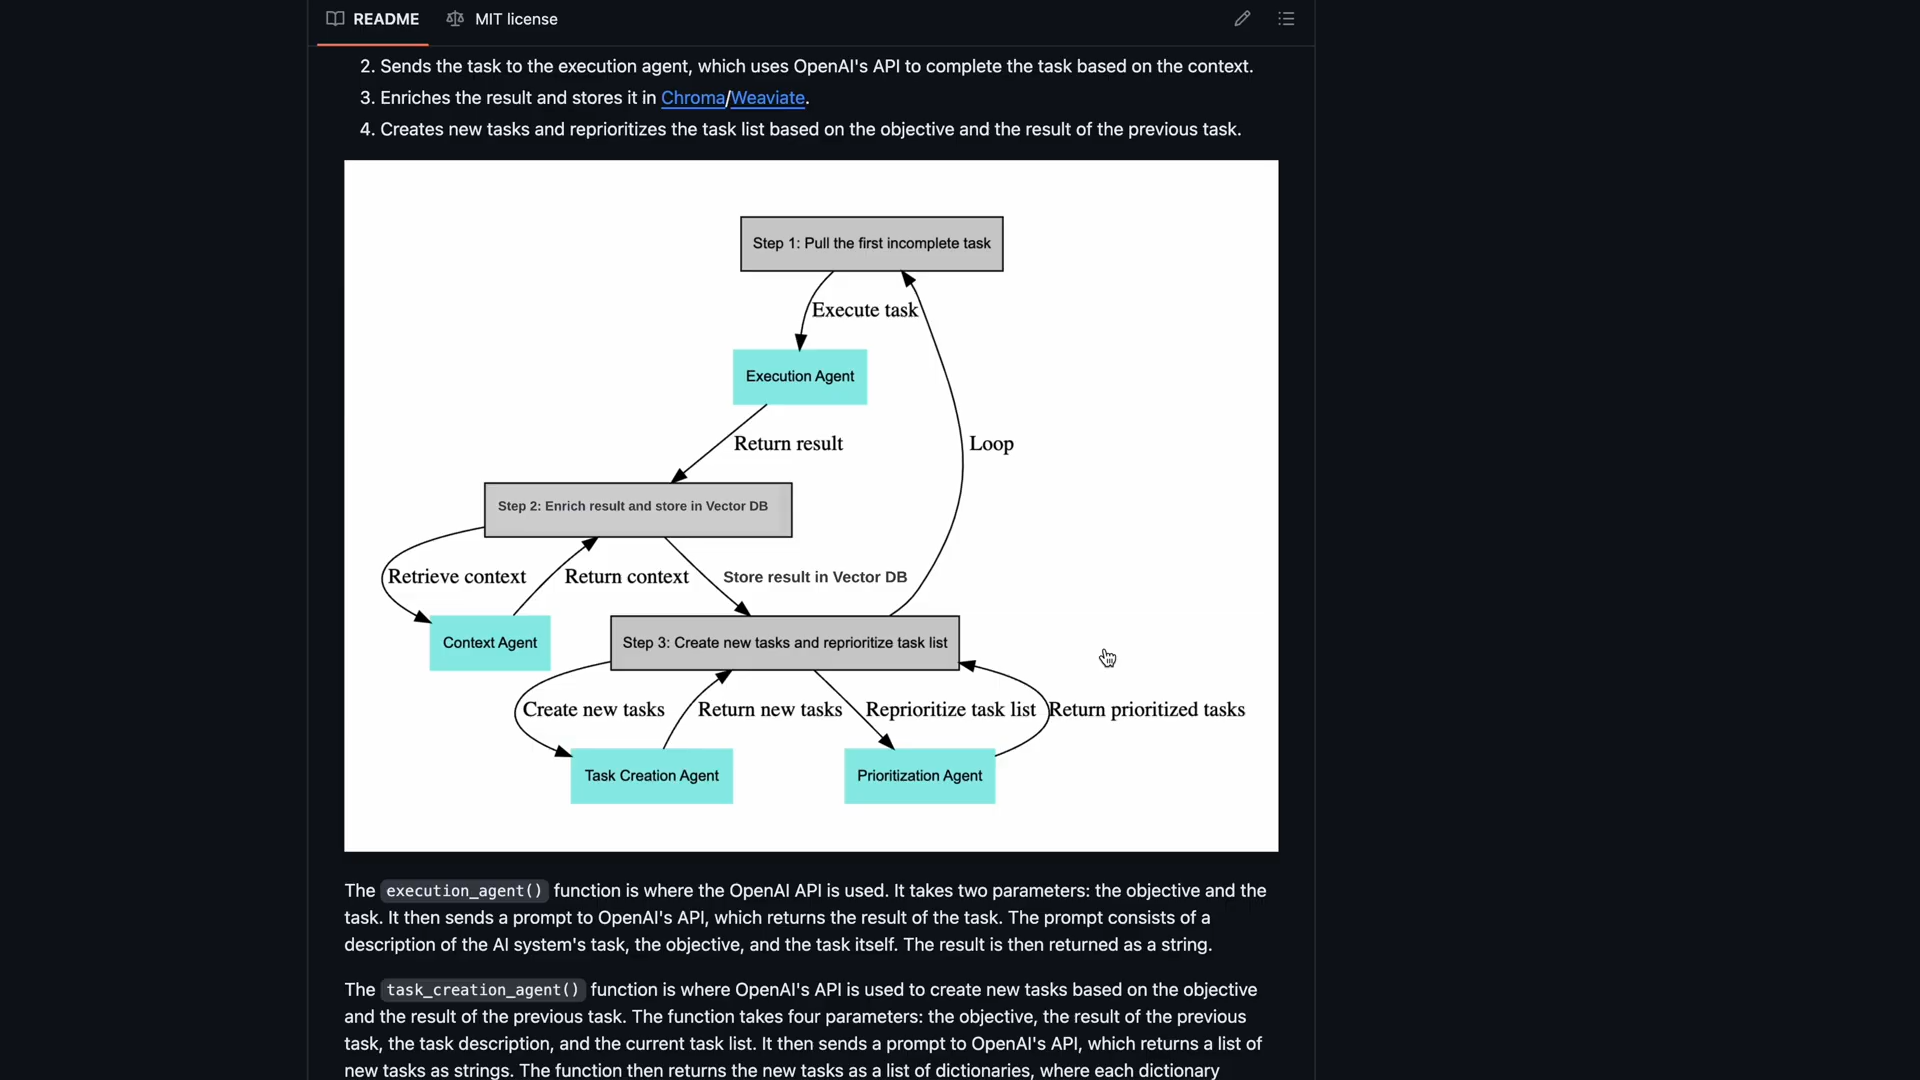 README MIT license
2. Sends the task to the execution agent, which uses OpenAI's API to complete the task based on the context.
3. Enriches the result and stores it in Chroma/Weaviate.
4. Creates new tasks and reprioritizes the task list based on the objective and the result of the previous task.
Step 1: Pull the first incomplete task
Execute task
Execution Agent
Return result
Loop
Step 2: Enrich result and store in Vector DB
Retrieve context
Return context
Store result in Vector DB
Context Agent
Step 3: Create new tasks and reprioritize task list
Create new tasks
Return new tasks
Reprioritize task list
Return prioritized tasks
Task Creation Agent
Prioritization Agent
The execution_agent() function is where the OpenAI API is used. It takes two parameters: the objective and the
task. It then sends a prompt to OpenAI's API, which returns the result of the task. The prompt consists of a
description of the AI system's task, the objective, and the task itself. The result is then returned as a string.
The task_creation_agent() function is where OpenAI's API is used to create new tasks based on the objective
and the result of the previous task. The function takes four parameters: the objective, the result of the previous
task, the task description, and the current task list. It then sends a prompt to OpenAI's API, which returns a list of
new tasks as strings. The function then returns the new tasks as a list of dictionaries, where each dictionary